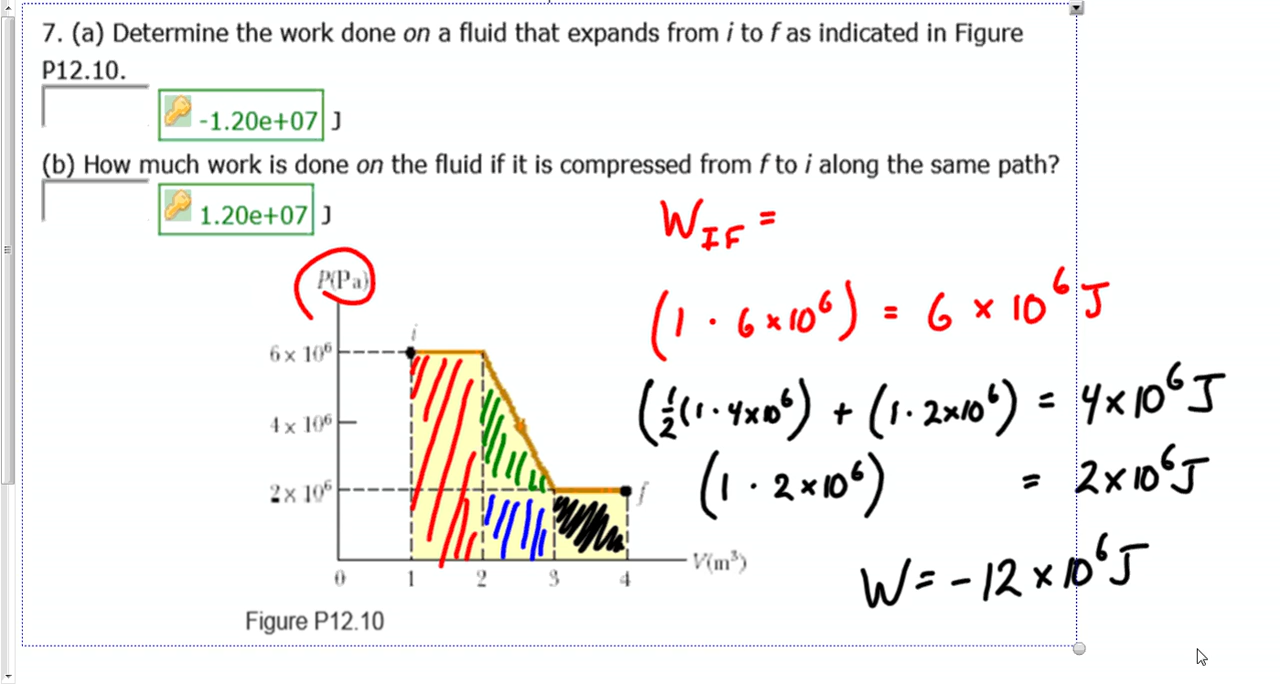 7. (a) Determine the work done on a fluid that expands from i to f as indicated in Figure
P12.10.
-1.20e+07 J
(b) How much work is done on the fluid if it is compressed from f to i along the same path?
1.20e+07 J
W_IF =
P(Pa)
(1 · 6×10⁶) = 6 × 10⁶ J
i
6 × 10⁶
(½(1·4×10⁶) + (1·2×10⁶) = 4×10⁶ J
4 × 10⁶
(1 · 2×10⁶) = 2×10⁶ J
2 × 10⁶
f
V(m³)
0 1 2 3 4
W = -12 × 10⁶ J
Figure P12.10